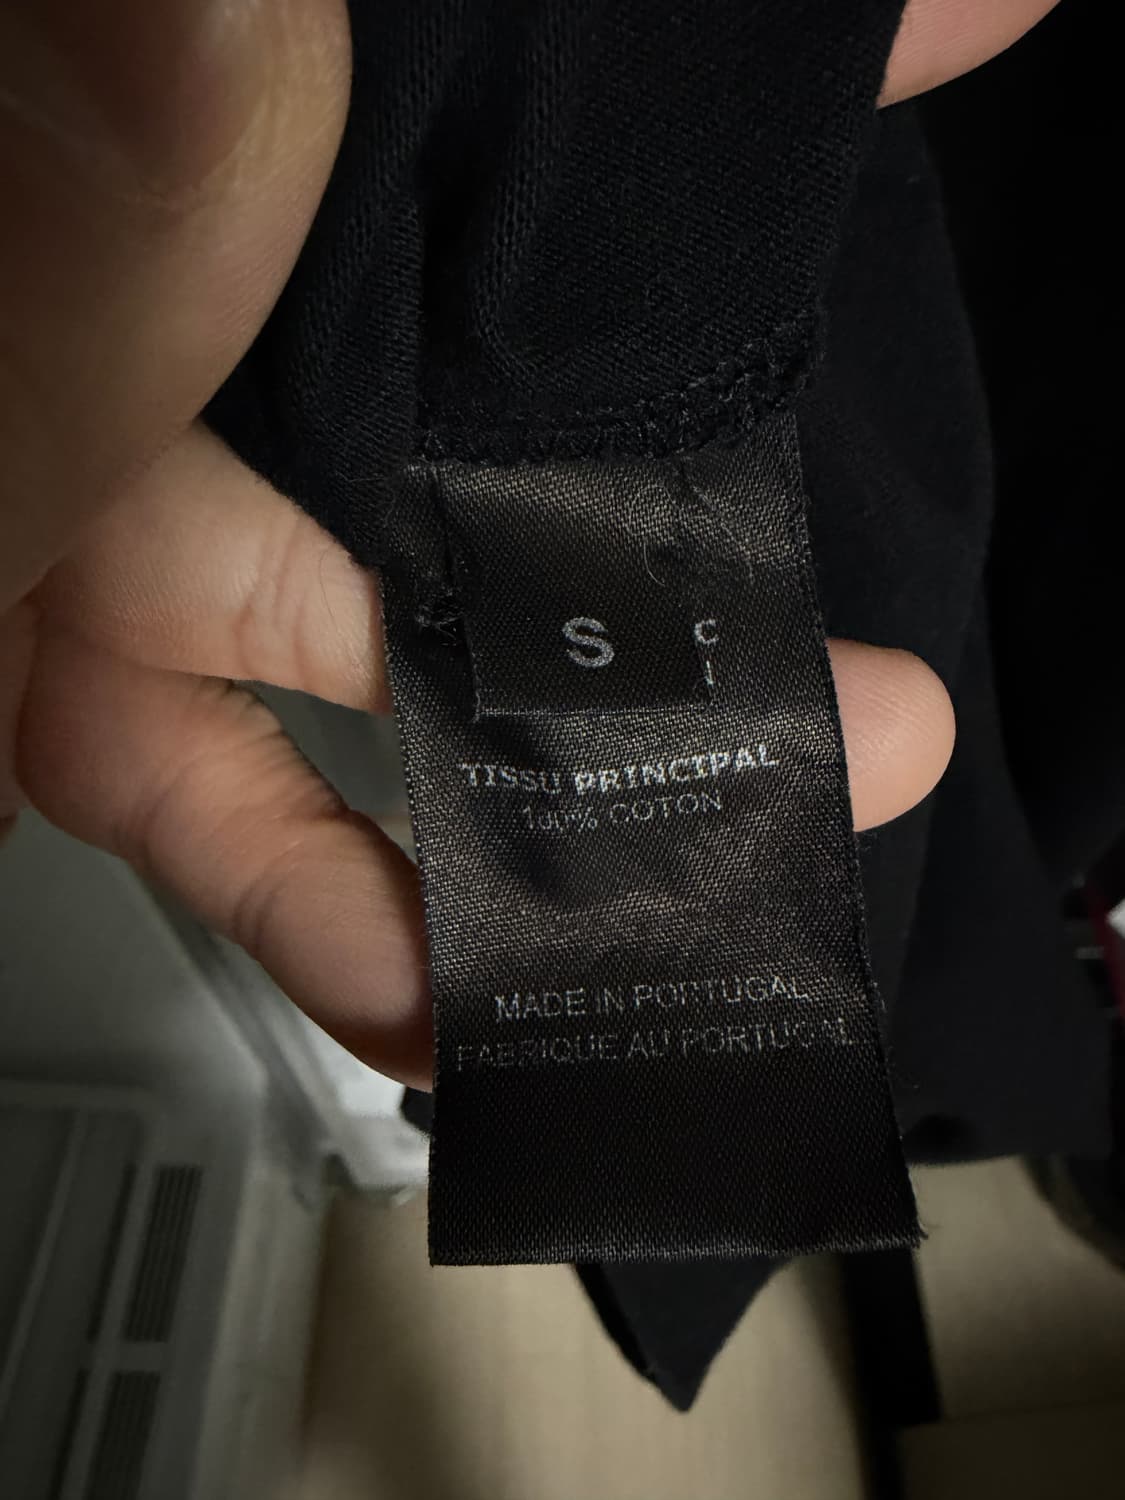 S
C
TISSU PRINCIPAL
100% COTON
MADE IN PORTUGAL
FABRIQUE AU PORTUGAL